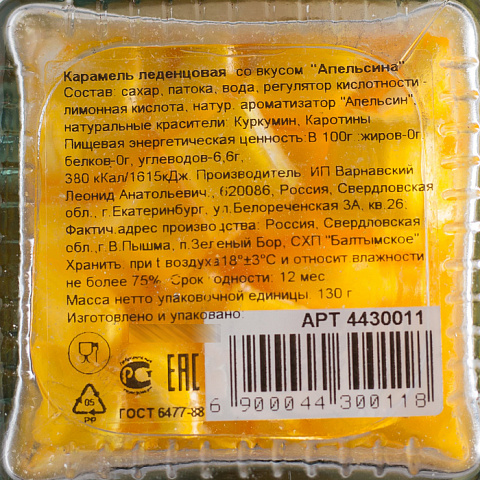 Карамель леденцовая со вкусом "Апельсина"
Состав: сахар, патока, вода, регулятор кислотности -
лимонная кислота, натур. ароматизатор "Апельсин",
натуральные красители: Куркумин, Каротины
Пищевая энергетическая ценность:В 100г :жиров-0г,
белков-0г, углеводов-6,6г,
380 кКал/1615кДж. Производитель: ИП Варнавский
Леонид Анатольевич., 620086, Россия, Свердловская
обл., г.Екатеринбург, ул.Белореченская 3А, кв.26,
Фактич.адрес производства: Россия, Свердловская
обл.,г.В.Пышма, п.Зеленый Бор, СХП "Балтымское"
Хранить: при t воздуха 18°±3°С и относит влажности
не более 75%. Срок годности: 12 мес.
Масса нетто упаковочной единицы: 130 г
Изготовлено и упаковано:
АРТ 4430011
РСТ
EAC
05
РФ
ГОСТ 6477-88
6 900044 300118